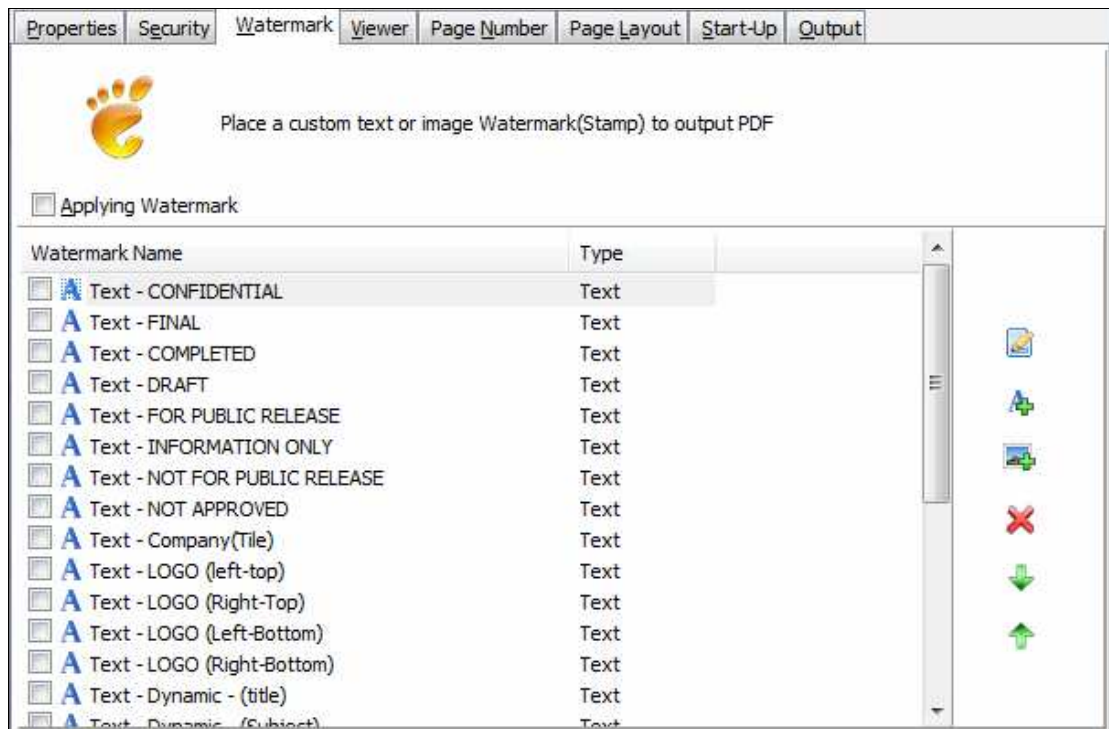 Properties Security Watermark Viewer Page Number Page Layout Start-Up Output
Place a custom text or image Watermark(Stamp) to output PDF
Applying Watermark
Watermark Name Type
Text - CONFIDENTIAL Text
Text - FINAL Text
Text - COMPLETED Text
Text - DRAFT Text
Text - FOR PUBLIC RELEASE Text
Text - INFORMATION ONLY Text
Text - NOT FOR PUBLIC RELEASE Text
Text - NOT APPROVED Text
Text - Company(Tile) Text
Text - LOGO (left-top) Text
Text - LOGO (Right-Top) Text
Text - LOGO (Left-Bottom) Text
Text - LOGO (Right-Bottom) Text
Text - Dynamic - (title) Text
Text - Dynamic - (Subject) Text